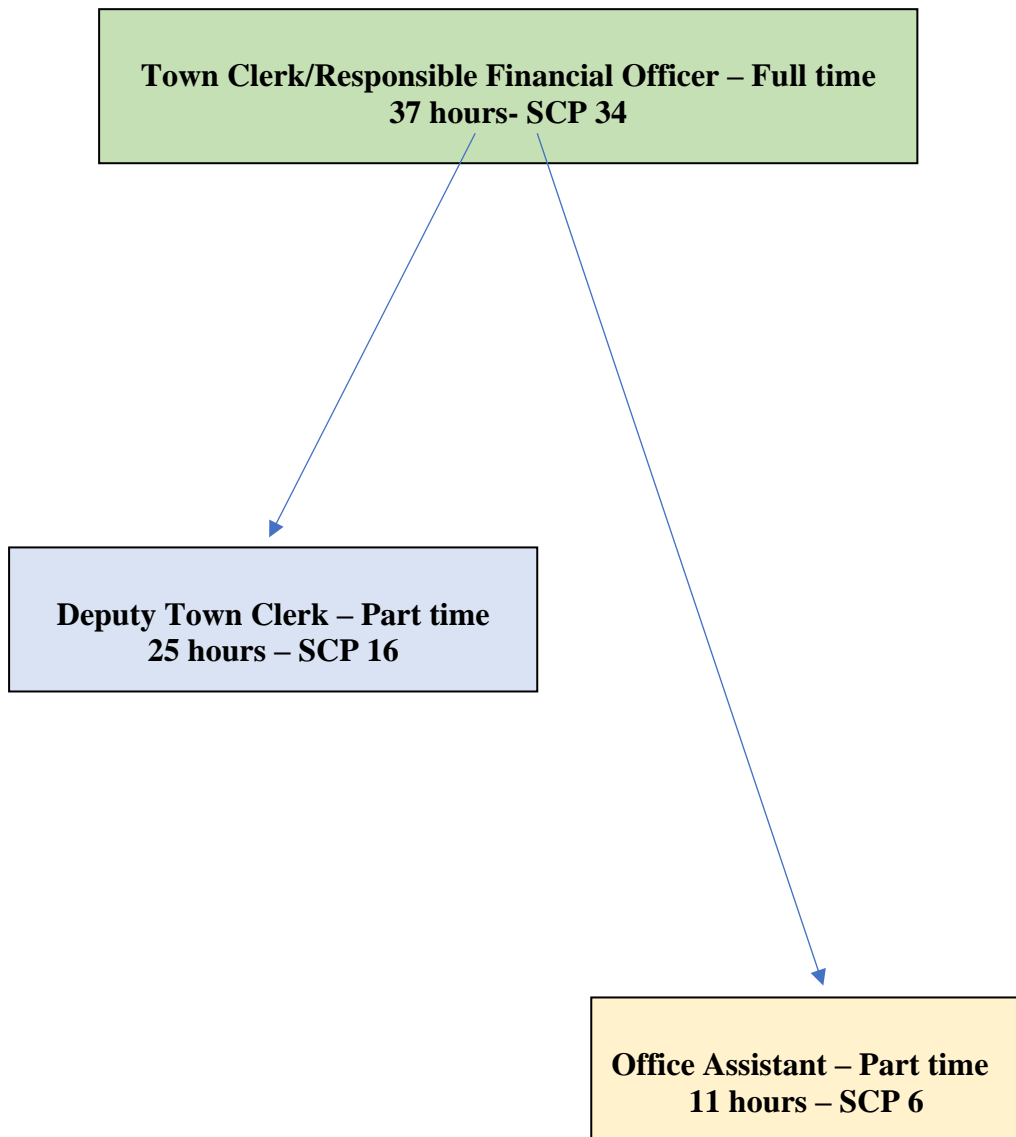 Town Clerk/Responsible Financial Officer – Full time
37 hours- SCP 34
Deputy Town Clerk – Part time
25 hours – SCP 16
Office Assistant – Part time
11 hours – SCP 6